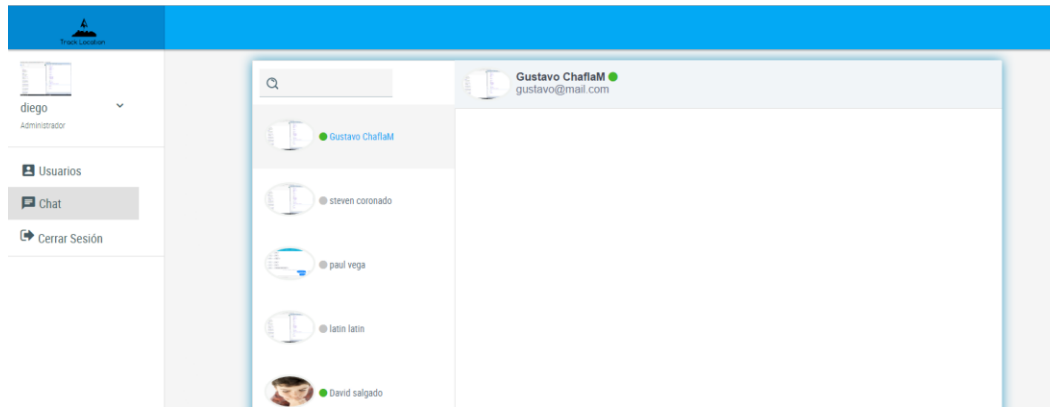 Track Location
diego
Administrador
Usuarios
Chat
Cerrar Sesión
Gustavo ChaflaM
steven coronado
paul vega
latin latin
David salgado
Gustavo ChaflaM
gustavo@mail.com